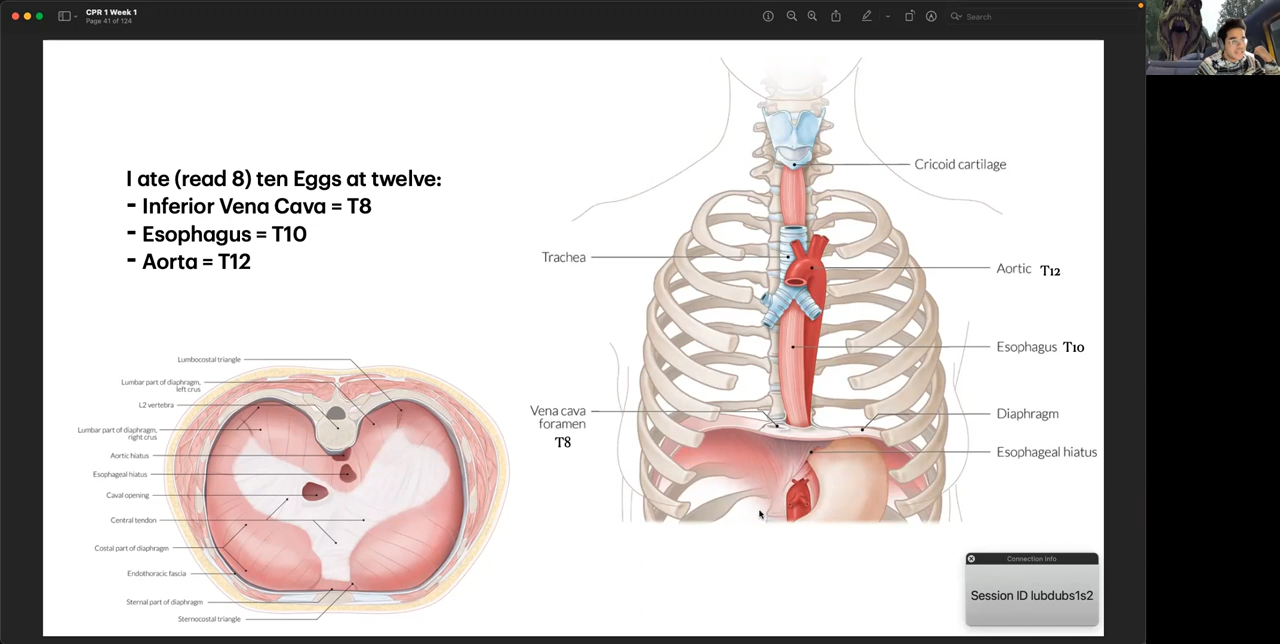 CPR 1 Week 1
Page 41 of 124
Search
I ate (read 8) ten Eggs at twelve:
- Inferior Vena Cava = T8
- Esophagus = T10
- Aorta = T12
Cricoid cartilage
Trachea
Aortic T12
Esophagus T10
Vena cava
foramen
T8
Diaphragm
Esophageal hiatus
Lumbocostal triangle
Lumbar part of diaphragm,
left crus
L2 vertebra
Lumbar part of diaphragm,
right crus
Aortic hiatus
Esophageal hiatus
Caval opening
Central tendon
Costal part of diaphragm
Endothoracic fascia
Sternal part of diaphragm
Sternocostal triangle
Connection Info
Session ID lubdubs1s2